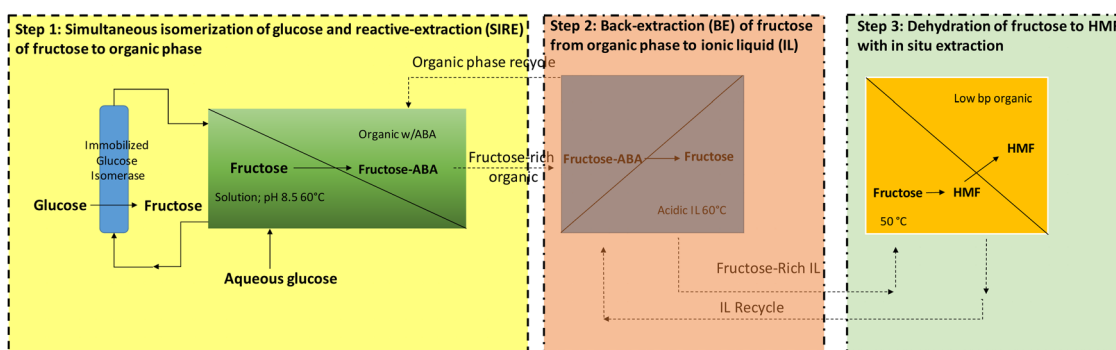 Step 1: Simultaneous isomerization of glucose and reactive-extraction (SIRE)
of fructose to organic phase
Organic phase recycle
Immobilized
Glucose
Isomerase
Glucose
Fructose
Organic w/ABA
Fructose
Fructose-ABA
Solution; pH 8.5 60°C
Aqueous glucose
Fructose-rich
organic
Step 2: Back-extraction (BE) of fructose
from organic phase to ionic liquid (IL)
Fructose-ABA
Fructose
Acidic IL 60°C
Fructose-Rich IL
IL Recycle
Step 3: Dehydration of fructose to HMF
with in situ extraction
Low bp organic
HMF
Fructose
HMF
50 °C